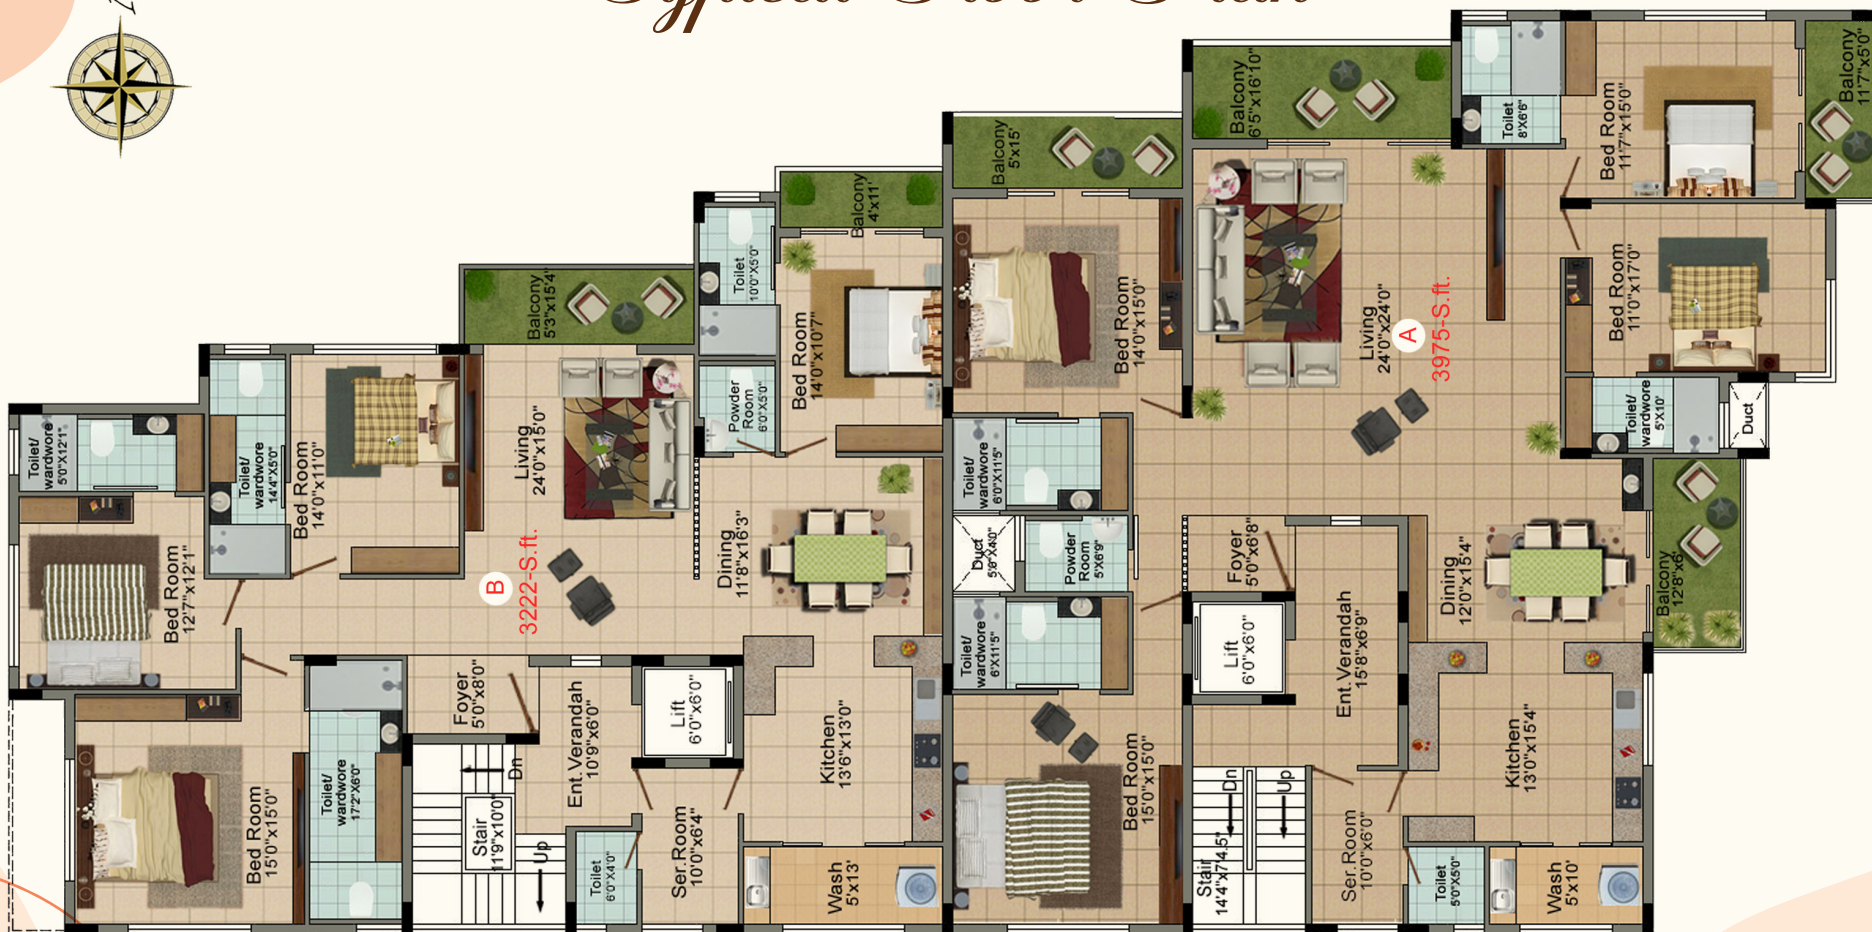 Typical Floor Plan
Toilet/
wardwore
5'0"X12'1"
Bed Room
12'7"x12'1"
Bed Room
15'0"x15'0"
Toilet/
wardwore
14'4"X5'0"
Bed Room
14'0"x11'0"
Toilet/
wardwore
17'2"X6'0"
Balcony
5'3"x15'4"
Living
24'0"x15'0"
B
3222-S.ft.
Foyer
5'0"x8'0"
Stair
11'9"x10'0"
Dn
Up
Ent.Verandah
10'9"x6'0"
Toilet
6'0"X4'0"
Lift
6'0"x6'0"
Ser.Room
10'0"x6'4"
Toilet
10'0"X5'0"
Powder
Room
6'0"X5'0"
Balcony
4'x11'
Bed Room
14'0"x10'7"
Dining
11'8"x16'3"
Kitchen
13'6"x13'0"
Wash
5'x13'
Balcony
5'x15'
Bed Room
14'0"x15'0"
Toilet/
wardwore
6'0"X11'5"
Duct
Powder
Room
5'X6'9"
Toilet/
wardwore
6'X11'5"
Bed Room
15'0"x15'0"
Balcony
6'5"x16'10"
Living
24'0"x24'0"
A
3975-S.ft.
Foyer
5'0"x6'8"
Lift
6'0"x6'0"
Ent.Verandah
15'8"x6'9"
Stair
14'4"x7'4.5"
Dn
Up
Ser.Room
10'0"x6'0"
Toilet
5'0"X5'0"
Toilet
8'X6'6"
Bed Room
11'7"x15'0"
Balcony
11'7"x5'0"
Bed Room
11'0"x17'0"
Toilet/
wardwore
5'X10'
Duct
Balcony
12'8"x6'
Dining
12'0"x15'4"
Kitchen
13'0"x15'4"
Wash
5'x10'